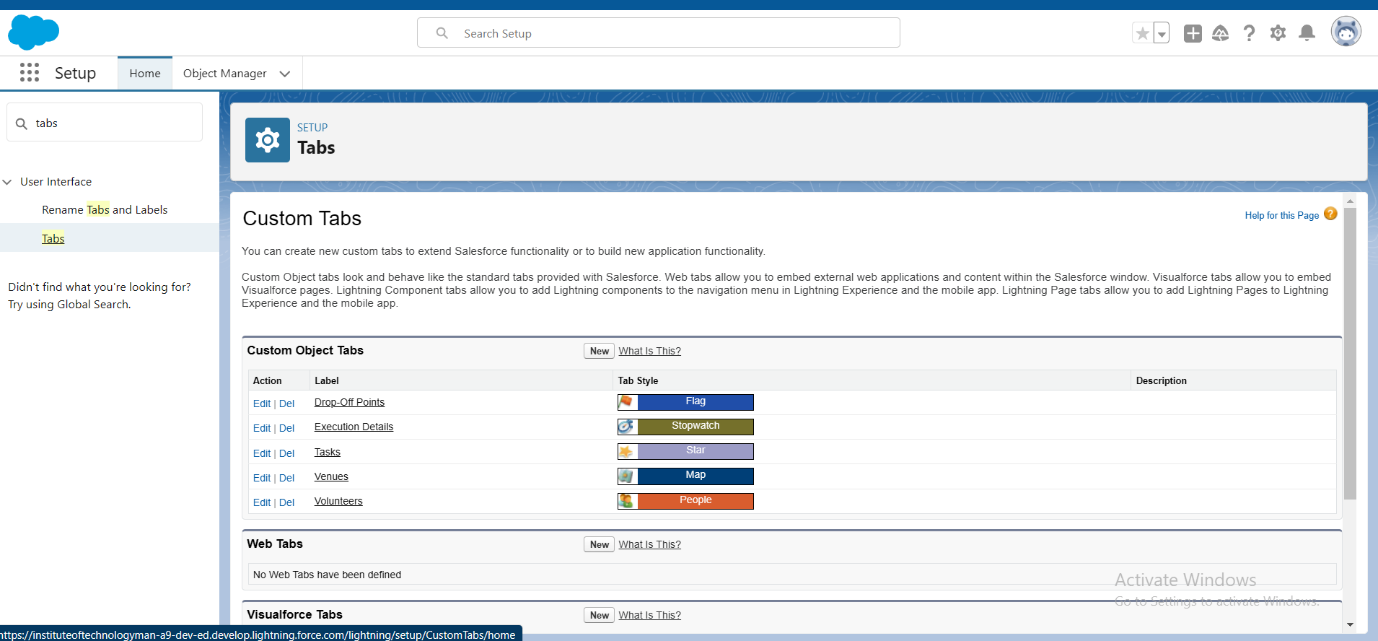 Search Setup
Setup
Home
Object Manager
tabs
User Interface
Rename Tabs and Labels
Tabs
Didn't find what you're looking for?
Try using Global Search.
SETUP
Tabs
Custom Tabs
Help for this Page
You can create new custom tabs to extend Salesforce functionality or to build new application functionality.
Custom Object tabs look and behave like the standard tabs provided with Salesforce. Web tabs allow you to embed external web applications and content within the Salesforce window. Visualforce tabs allow you to embed
Visualforce pages. Lightning Component tabs allow you to add Lightning components to the navigation menu in Lightning Experience and the mobile app. Lightning Page tabs allow you to add Lightning Pages to Lightning
Experience and the mobile app.
Custom Object Tabs New What Is This?
Action Label Tab Style Description
Edit | Del Drop-Off Points Flag
Edit | Del Execution Details Stopwatch
Edit | Del Tasks Star
Edit | Del Venues Map
Edit | Del Volunteers People
Web Tabs New What Is This?
No Web Tabs have been defined
Activate Windows
Go to Settings to activate Windows.
Visualforce Tabs New What Is This?
https://instituteoftechnologyman-a9-dev-ed.develop.lightning.force.com/lightning/setup/CustomTabs/home